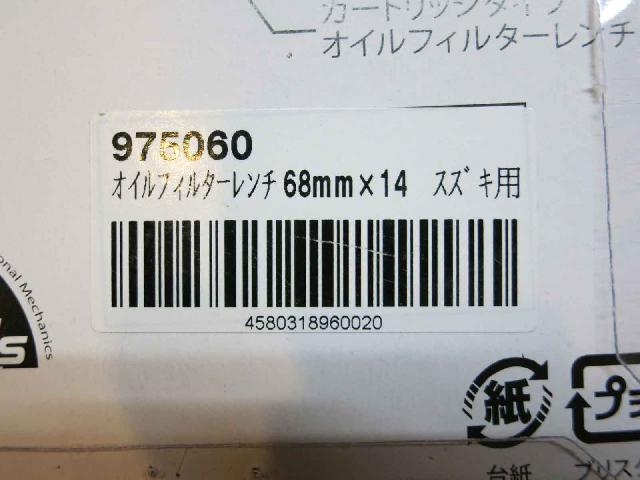 カートリッジタイプ
オイルフィルターレンチ
975060
ｵｲﾙﾌｨﾙﾀｰﾚﾝﾁ 68mm×14 ｽｽﾞｷ用
4580318960020
onal Mechanics
紙
台紙
プラ
ブリスタ